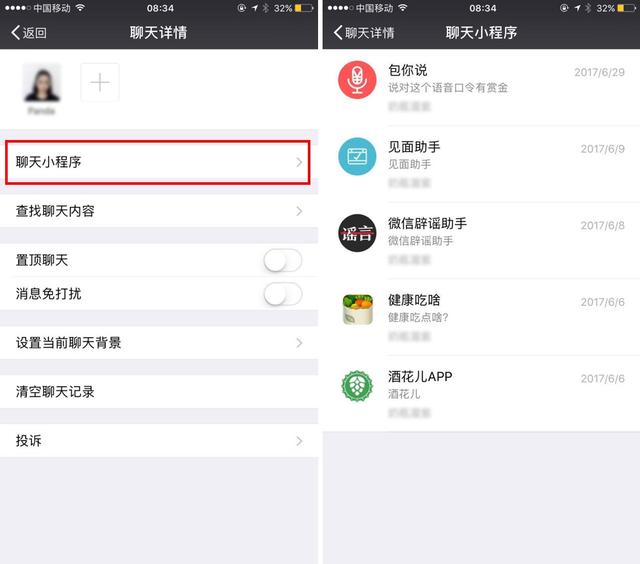 中国移动 08:34 32%
返回 聊天详情
聊天小程序
查找聊天内容
置顶聊天
消息免打扰
设置当前聊天背景
清空聊天记录
投诉
中国移动 08:34 32%
聊天详情 聊天小程序
包你说 2017/6/29
说对这个语音口令有赏金
见面助手 2017/6/9
见面助手
谣言
微信辟谣助手 2017/6/8
微信辟谣助手
健康吃啥 2017/6/6
健康吃点啥?
酒花儿APP 2017/6/6
酒花儿